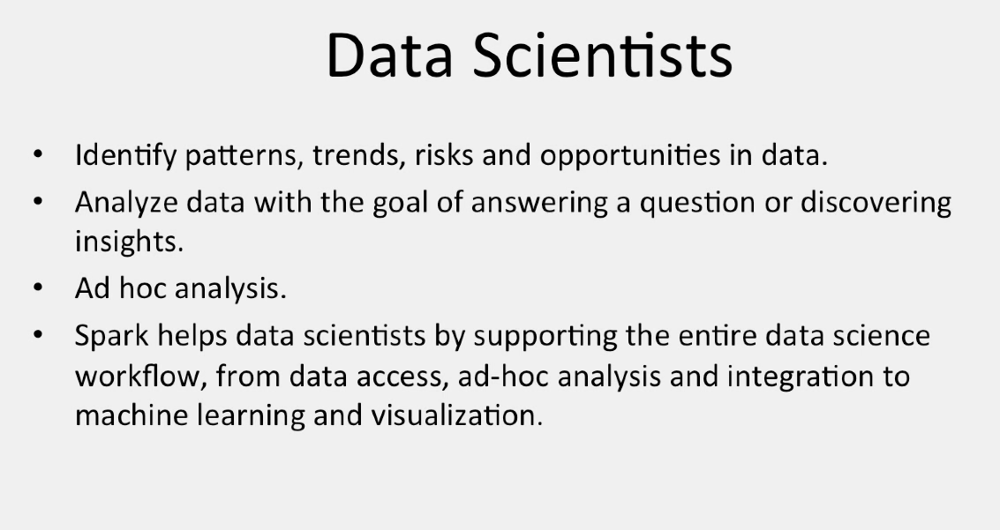 Data Scientists
• Identify patterns, trends, risks and opportunities in data.
• Analyze data with the goal of answering a question or discovering
insights.
• Ad hoc analysis.
• Spark helps data scientists by supporting the entire data science
workflow, from data access, ad-hoc analysis and integration to
machine learning and visualization.